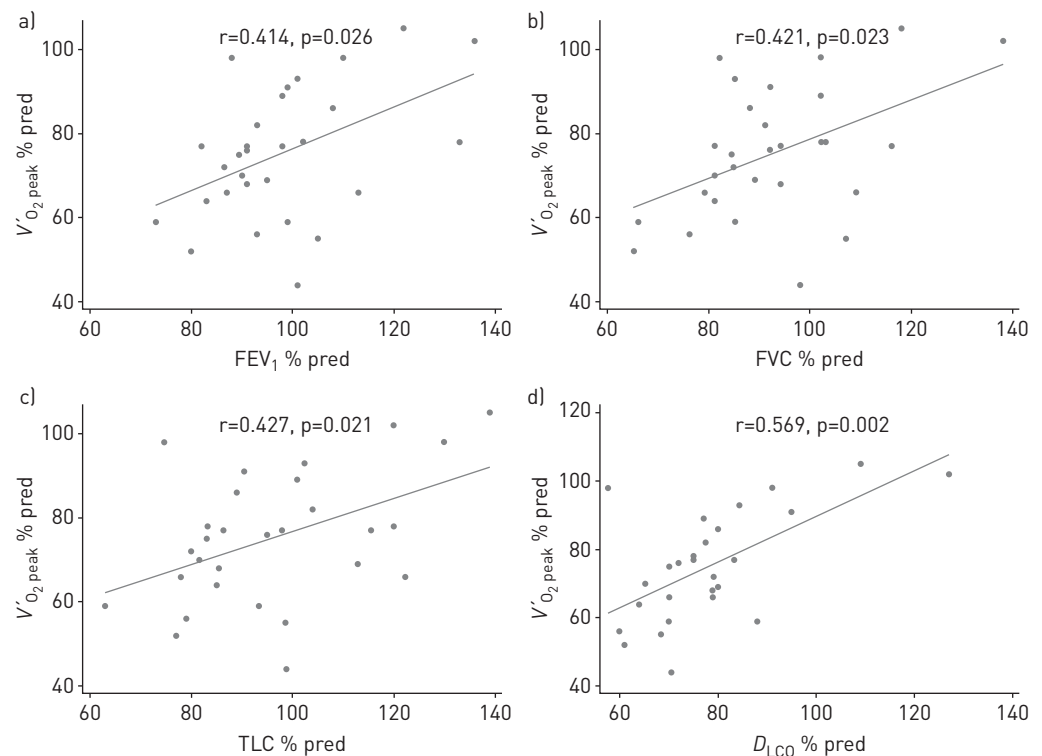 a)
r=0.414, p=0.026
100
80
60
40
V′O2 peak % pred
60 80 100 120 140
FEV1 % pred
b)
r=0.421, p=0.023
100
80
60
40
V′O2 peak % pred
60 80 100 120 140
FVC % pred
c)
r=0.427, p=0.021
100
80
60
40
V′O2 peak % pred
60 80 100 120 140
TLC % pred
d)
r=0.569, p=0.002
120
100
80
60
40
V′O2 peak % pred
60 80 100 120 140
DLCO % pred